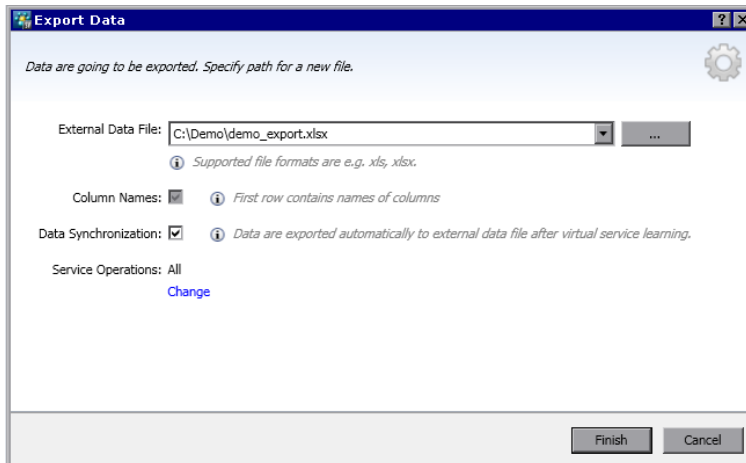 Export Data
Data are going to be exported. Specify path for a new file.
External Data File: C:\Demo\demo_export.xlsx ...
Supported file formats are e.g. xls, xlsx.
Column Names: First row contains names of columns
Data Synchronization: Data are exported automatically to external data file after virtual service learning.
Service Operations: All
Change
Finish Cancel